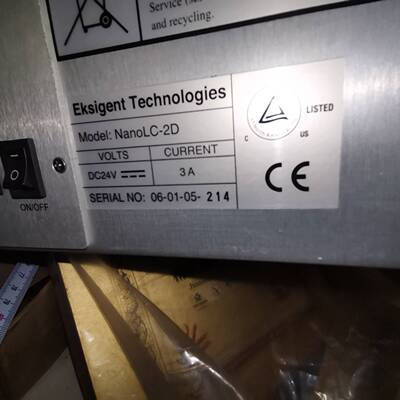 Service
and recycling.
Eksigent Technologies
Model: NanoLC-2D
VOLTS CURRENT
DC24V 3 A
SERIAL NO: 06-01-05- 214
LISTED
C US
CE
ON/OFF